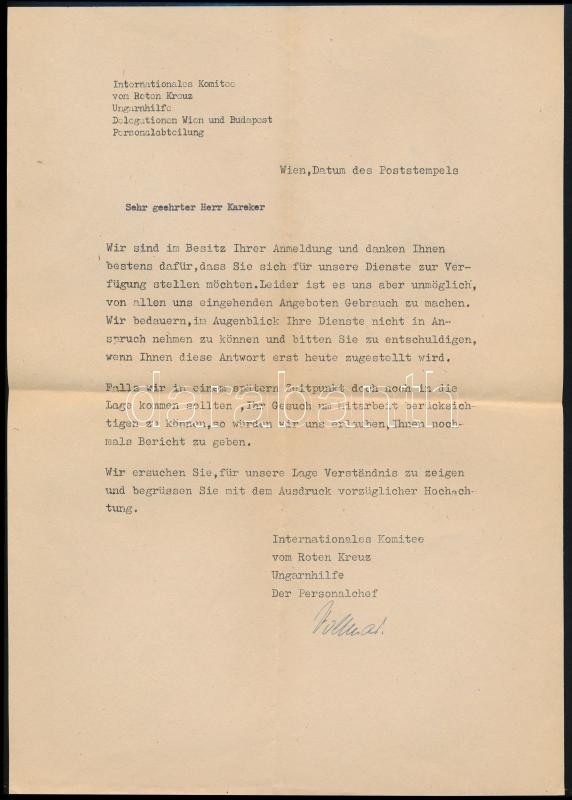 Internationales Komitee
vom Roten Kreuz
Ungarnhilfe
Delegationen Wien und Budapest
Personalabteilung
Wien,Datum des Poststempels
Sehr geehrter Herr Kareker
Wir sind im Besitz Ihrer Anmeldung und danken Ihnen
bestens dafür,dass Sie sich für unsere Dienste zur Ver-
fügung stellen möchten.Leider ist es uns aber unmöglich,
von allen uns eingehenden Angeboten Gebrauch zu machen.
Wir bedauern,im Augenblick Ihre Dienste nicht in An-
spruch nehmen zu können und bitten Sie zu entschuldigen,
wenn Ihnen diese Antwort erst heute zugestellt wird.
Falls wir in einem spätern Zeitpunkt doch noch in die
Lage kommen sollten ,Ihr Gesuch um Mitarbeit berücksich-
tigen zu können,so würden wir uns erlauben,Ihnen noch-
mals Bericht zu geben.
Wir ersuchen Sie,für unsere Lage Verständnis zu zeigen
und begrüssen Sie mit dem Ausdruck vorzüglicher Hochach-
tung.
Internationales Komitee
vom Roten Kreuz
Ungarnhilfe
Der Personalchef
darabanth